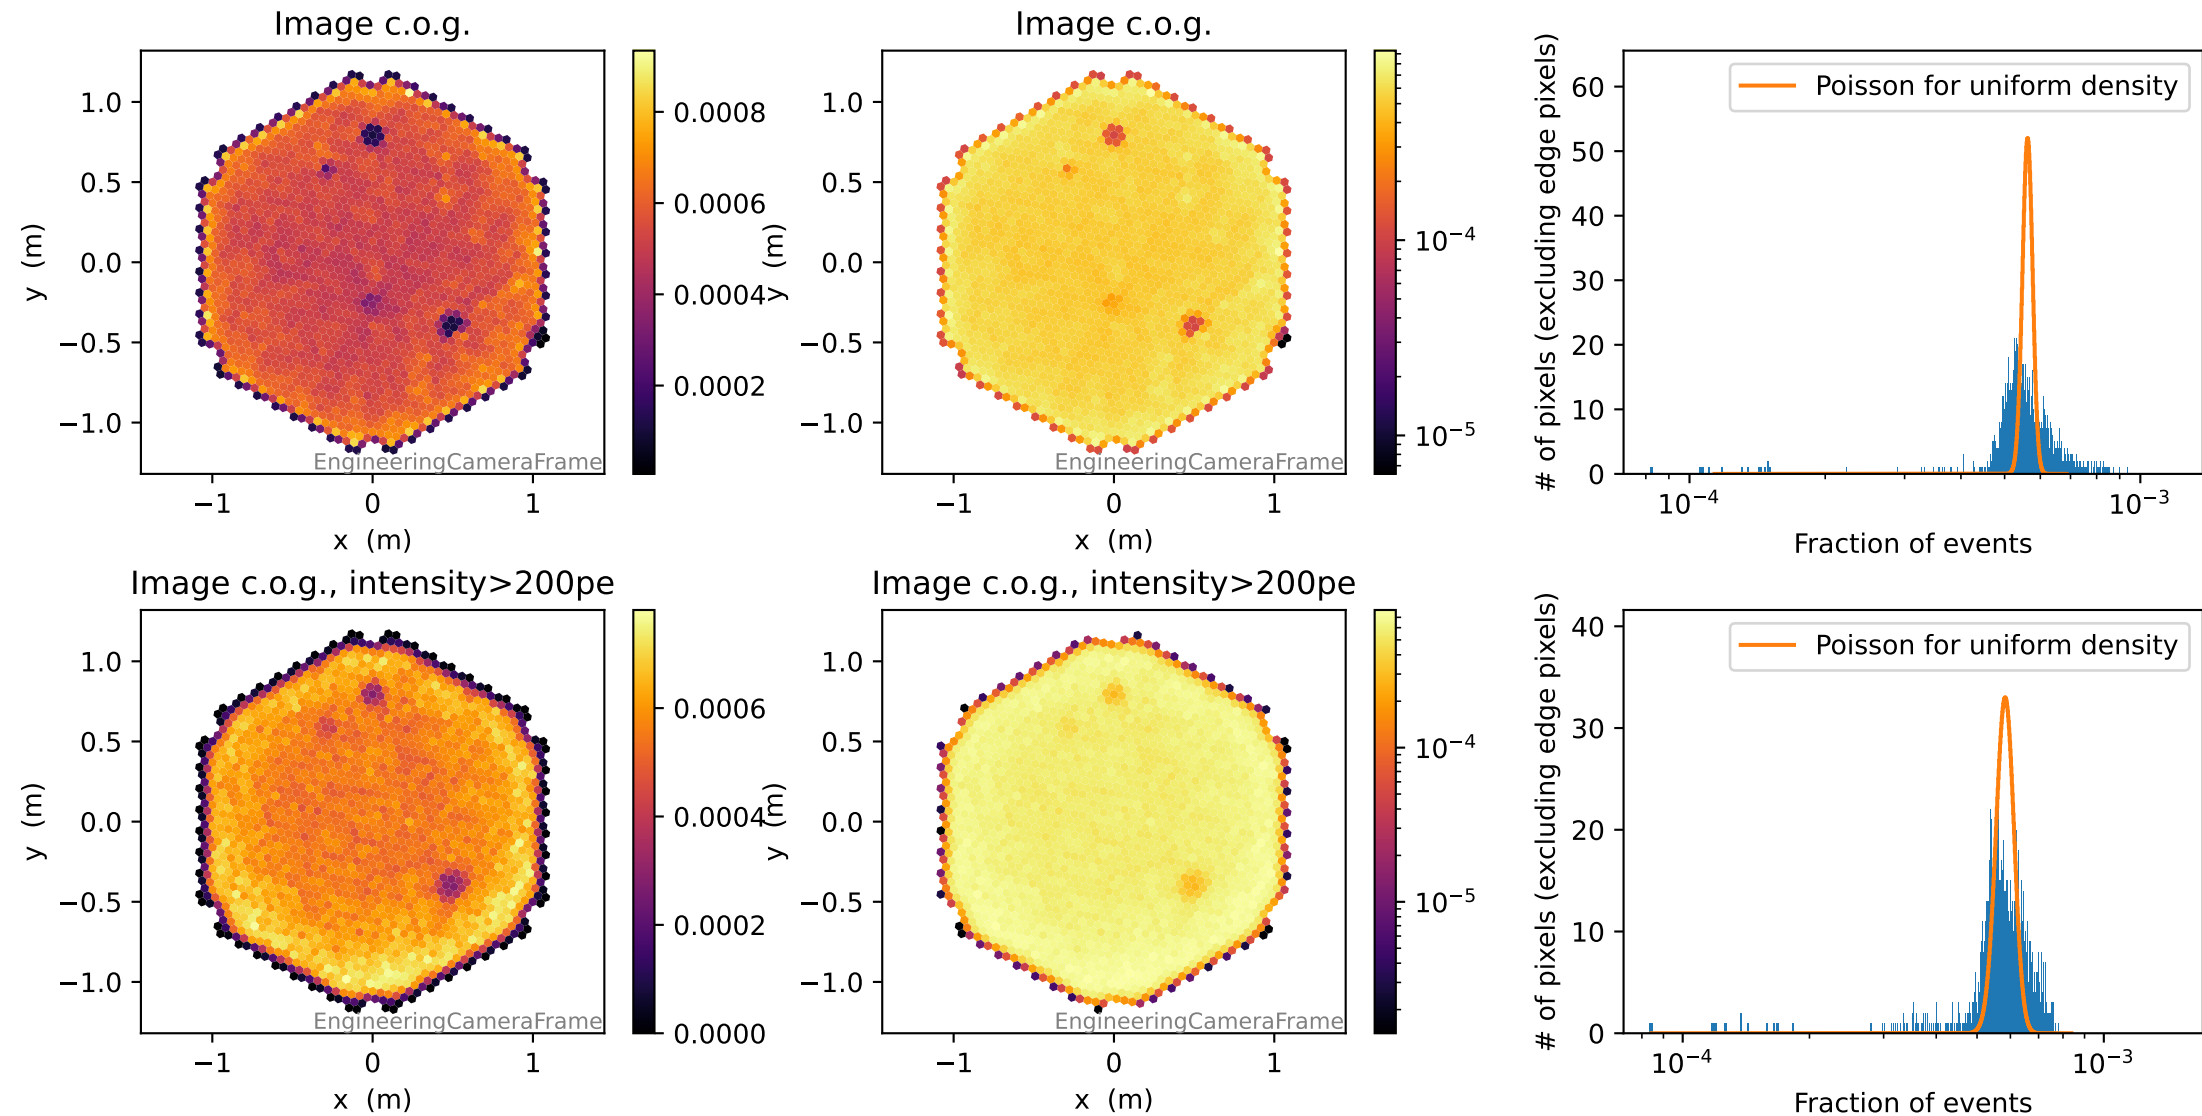 Image c.o.g.
1.0
0.5
0.0
−0.5
−1.0
y (m)
−1
0
1
x (m)
EngineeringCameraFrame
0.0008
0.0006
0.0004
0.0002
Image c.o.g.
1.0
0.5
0.0
−0.5
−1.0
y (m)
−1
0
1
x (m)
EngineeringCameraFrame
10⁻⁴
10⁻⁵
# of pixels (excluding edge pixels)
60
50
40
30
20
10
0
Poisson for uniform density
10⁻⁴
10⁻³
Fraction of events
Image c.o.g., intensity>200pe
1.0
0.5
0.0
−0.5
−1.0
y (m)
−1
0
1
x (m)
EngineeringCameraFrame
0.0006
0.0004
0.0002
0.0000
Image c.o.g., intensity>200pe
1.0
0.5
0.0
−0.5
−1.0
y (m)
−1
0
1
x (m)
EngineeringCameraFrame
10⁻⁴
10⁻⁵
# of pixels (excluding edge pixels)
40
30
20
10
0
Poisson for uniform density
10⁻⁴
10⁻³
Fraction of events